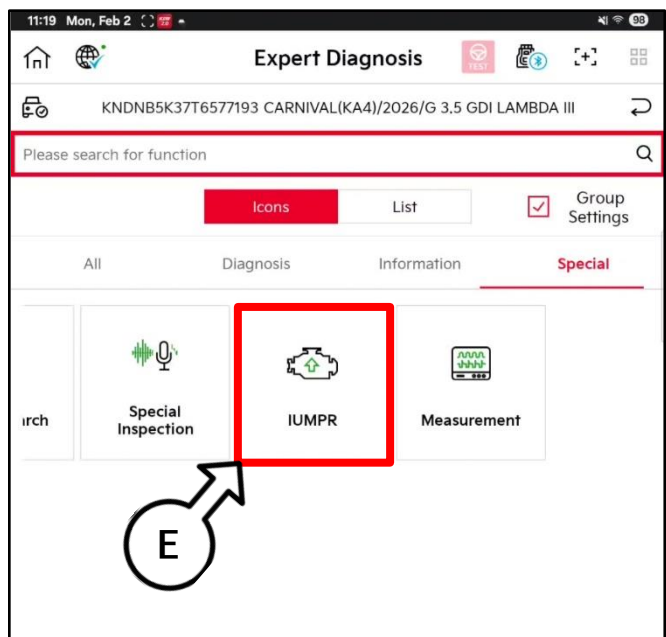 11:19 Mon, Feb 2 98
Expert Diagnosis
TEST
KNDNB5K37T6577193 CARNIVAL(KA4)/2026/G 3.5 GDI LAMBDA III
Please search for function
Icons
List
Group
Settings
All
Diagnosis
Information
Special
arch
Special
Inspection
IUMPR
Measurement
E